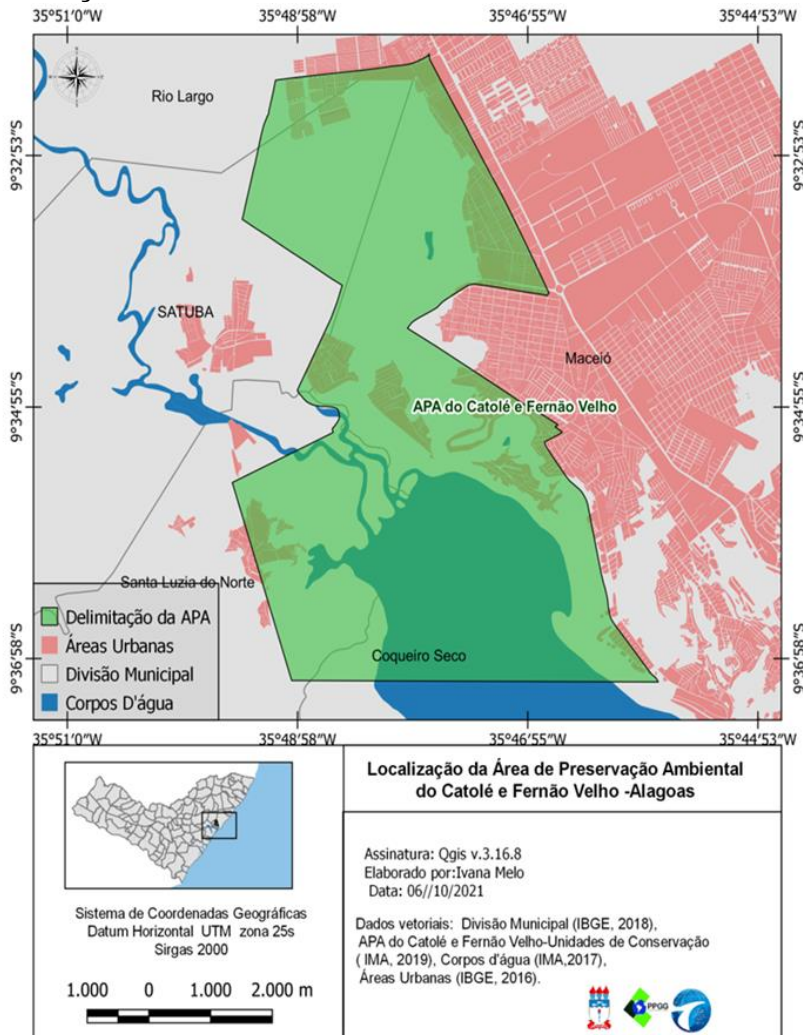 35°51'0"W 35°48'58"W 35°46'55"W 35°44'53"W
Rio Largo
9°32'53"S 9°32'53"S
SATUBA
Maceió
9°34'55"S 9°34'55"S
APA do Catolé e Fernão Velho
Santa Luzia do Norte
Delimitação da APA
Áreas Urbanas
Coqueiro Seco
9°36'58"S 9°36'58"S
Divisão Municipal
Corpos D'água
35°51'0"W 35°48'58"W 35°46'55"W 35°44'53"W
Localização da Área de Preservação Ambiental
do Catolé e Fernão Velho -Alagoas
Assinatura: Qgis v.3.16.8
Elaborado por:Ivana Melo
Data: 06//10/2021
Sistema de Coordenadas Geográficas
Datum Horizontal UTM zona 25s
Sirgas 2000
Dados vetoriais: Divisão Municipal (IBGE, 2018),
APA do Catolé e Fernão Velho-Unidades de Conservação
( IMA, 2019), Corpos d'água (IMA,2017),
Áreas Urbanas (IBGE, 2016).
1.000 0 1.000 2.000 m
PPGG